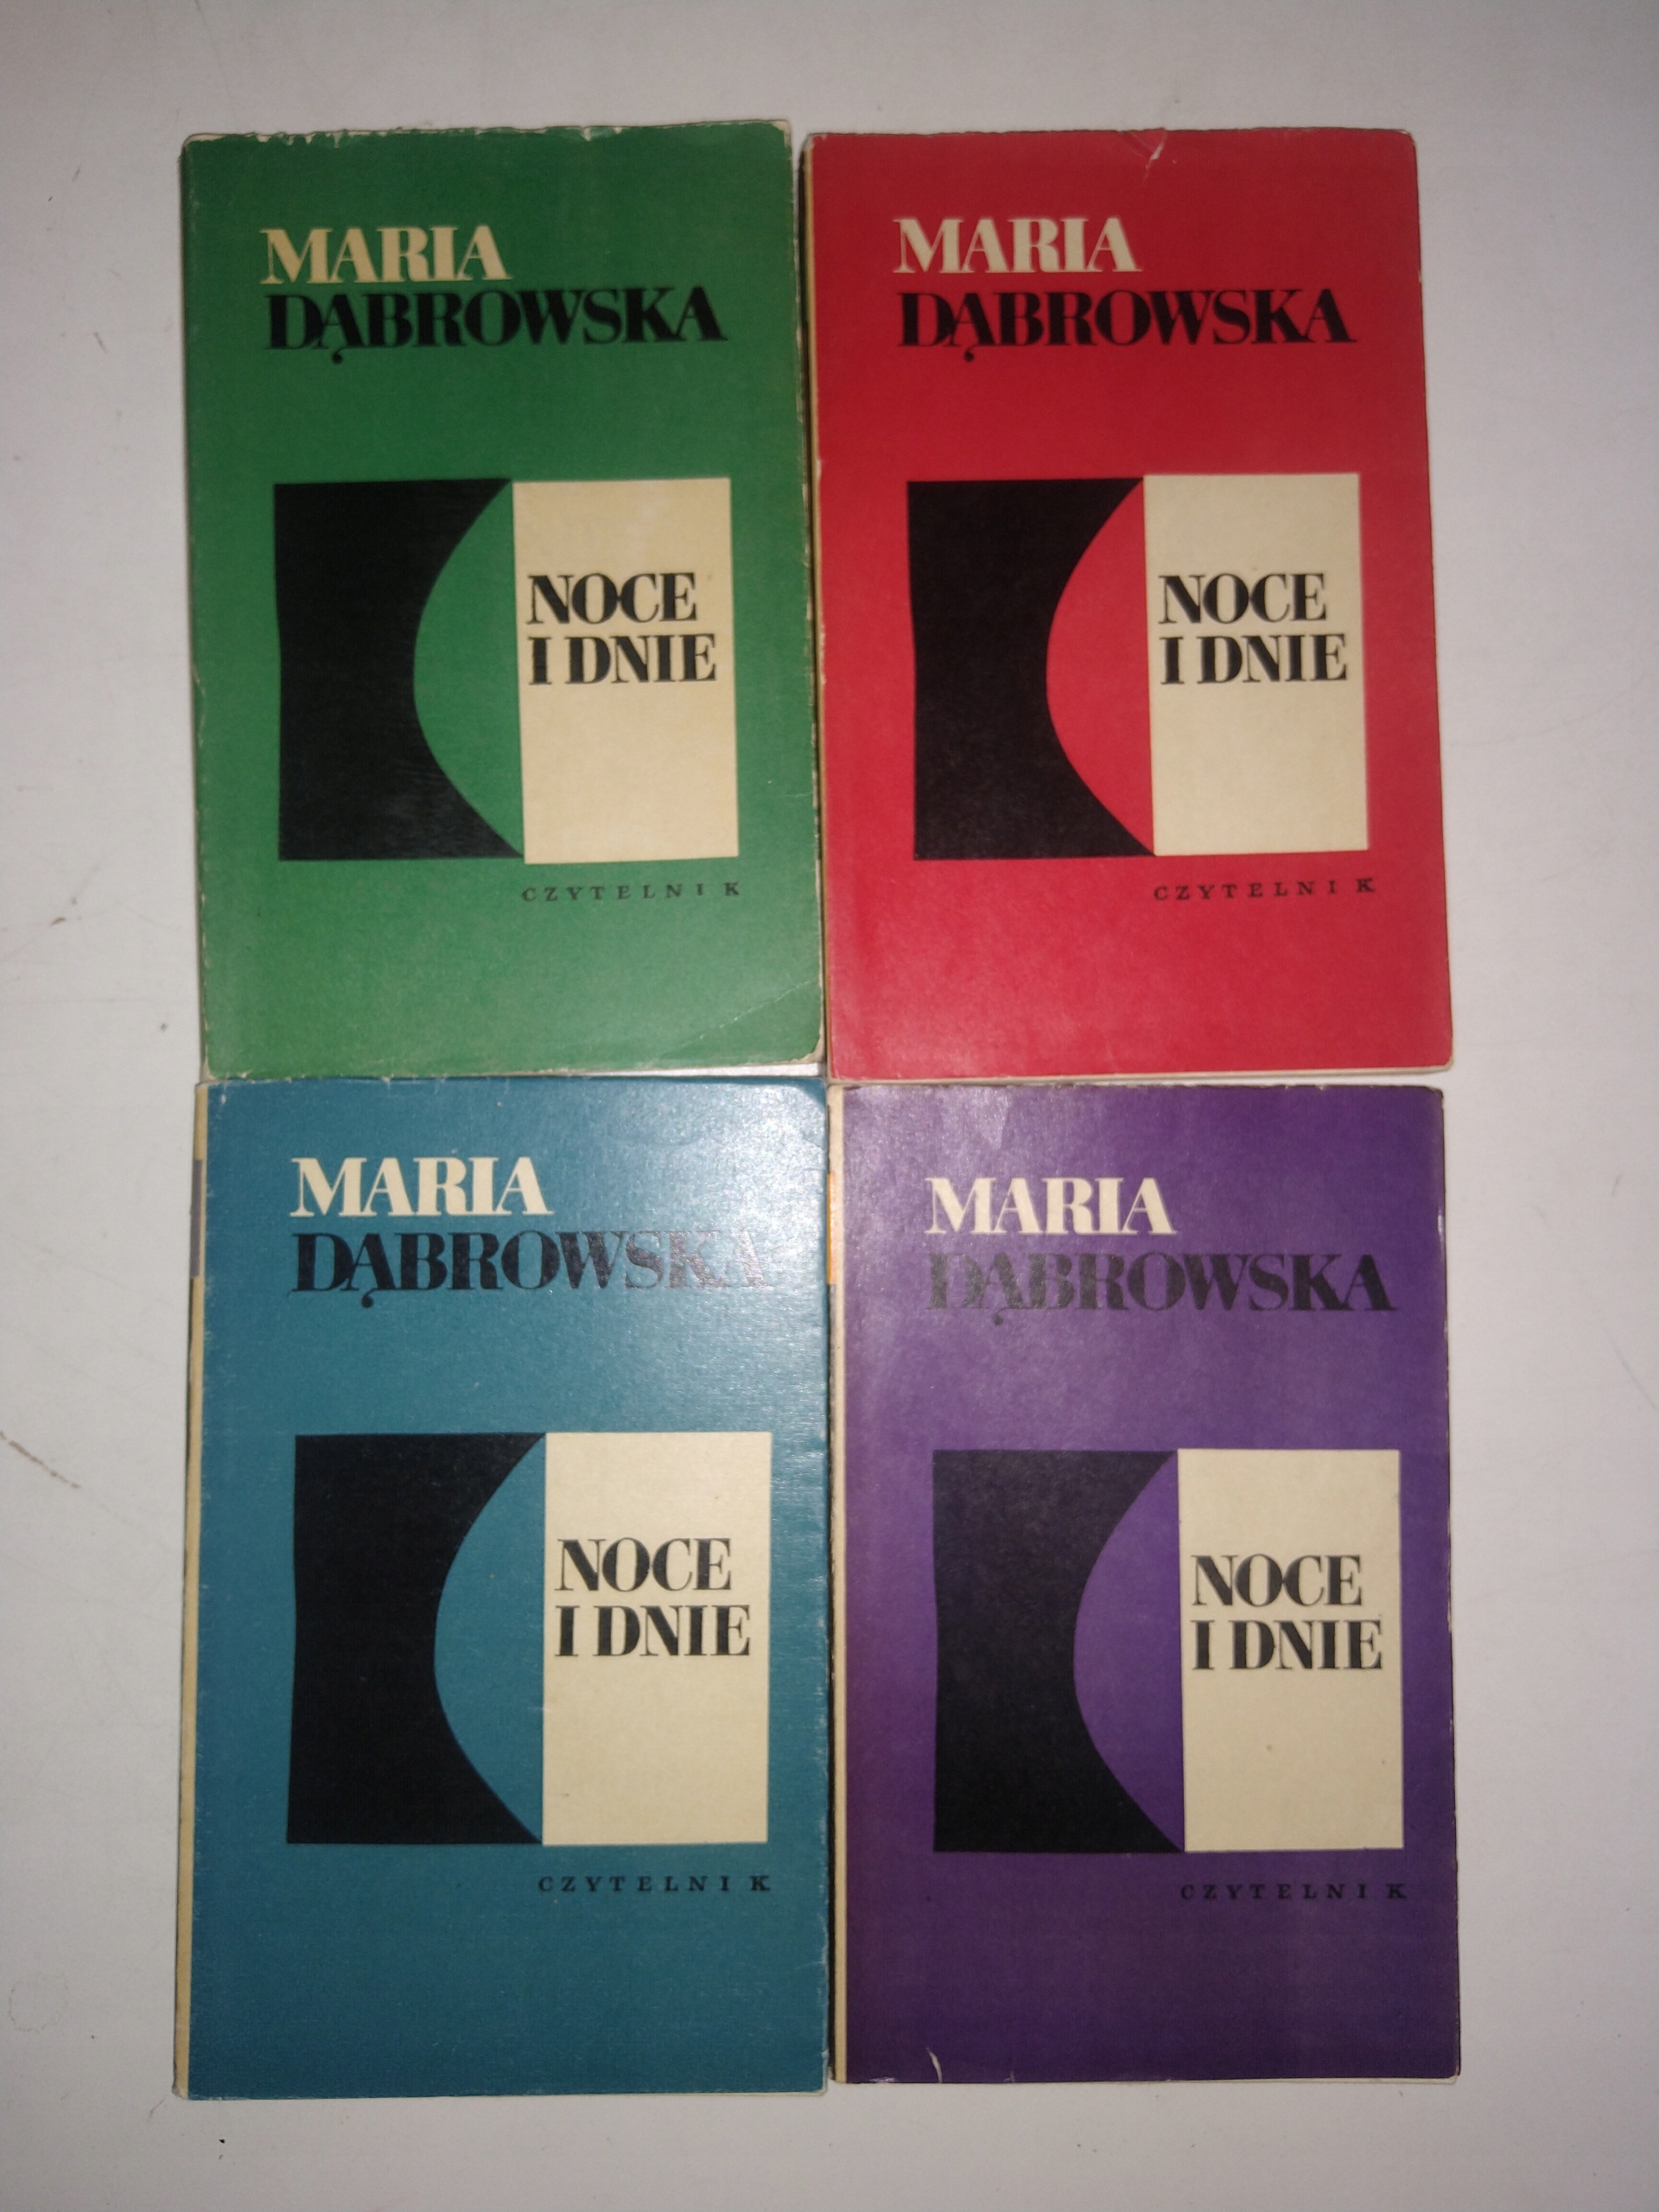 MARIA
DĄBROWSKA
NOCE
I DNIE
CZYTELNIK
MARIA
DĄBROWSKA
NOCE
I DNIE
CZYTELNIK
MARIA
DĄBROWSKA
NOCE
I DNIE
CZYTELNIK
MARIA
DĄBROWSKA
NOCE
I DNIE
CZYTELNIK